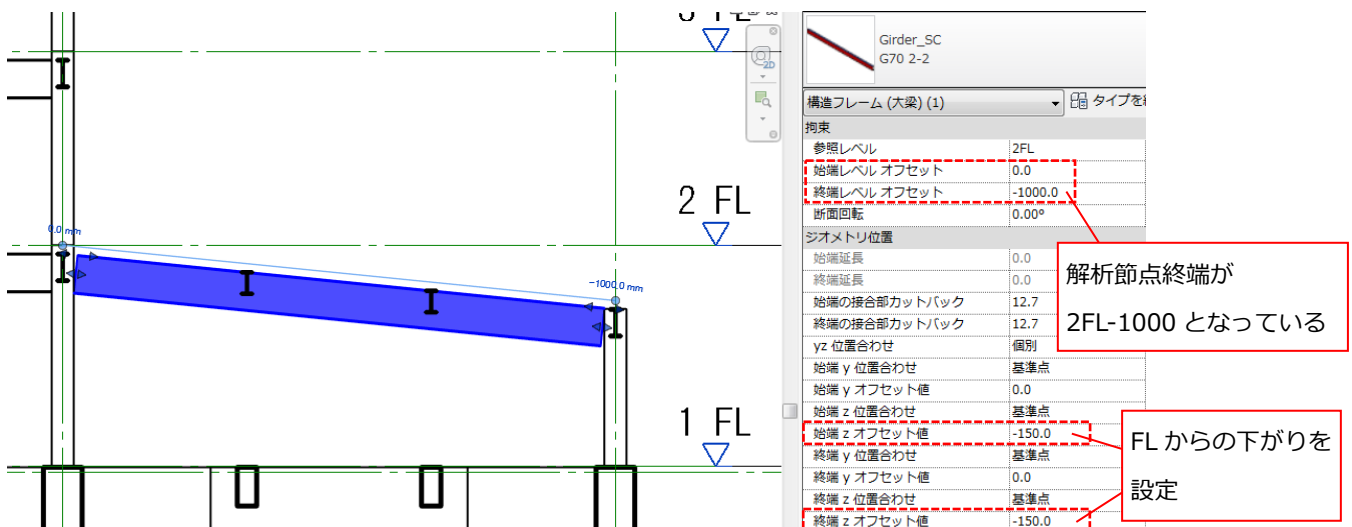 2D
2 FL
1 FL
0.0 mm
-1000.0 mm
Girder_SC
G70 2-2
構造フレーム (大梁) (1)
タイプを
拘束
参照レベル 2FL
始端レベル オフセット 0.0
終端レベル オフセット -1000.0
断面回転 0.00°
ジオメトリ位置
始端延長 0.0
終端延長 0.0
始端の接合部カットバック 12.7
終端の接合部カットバック 12.7
yz 位置合わせ 個別
始端 y 位置合わせ 基準点
始端 y オフセット値 0.0
始端 z 位置合わせ 基準点
始端 z オフセット値 -150.0
終端 y 位置合わせ 基準点
終端 y オフセット値 0.0
終端 z 位置合わせ 基準点
終端 z オフセット値 -150.0
解析節点終端が
2FL-1000 となっている
FL からの下がりを
設定